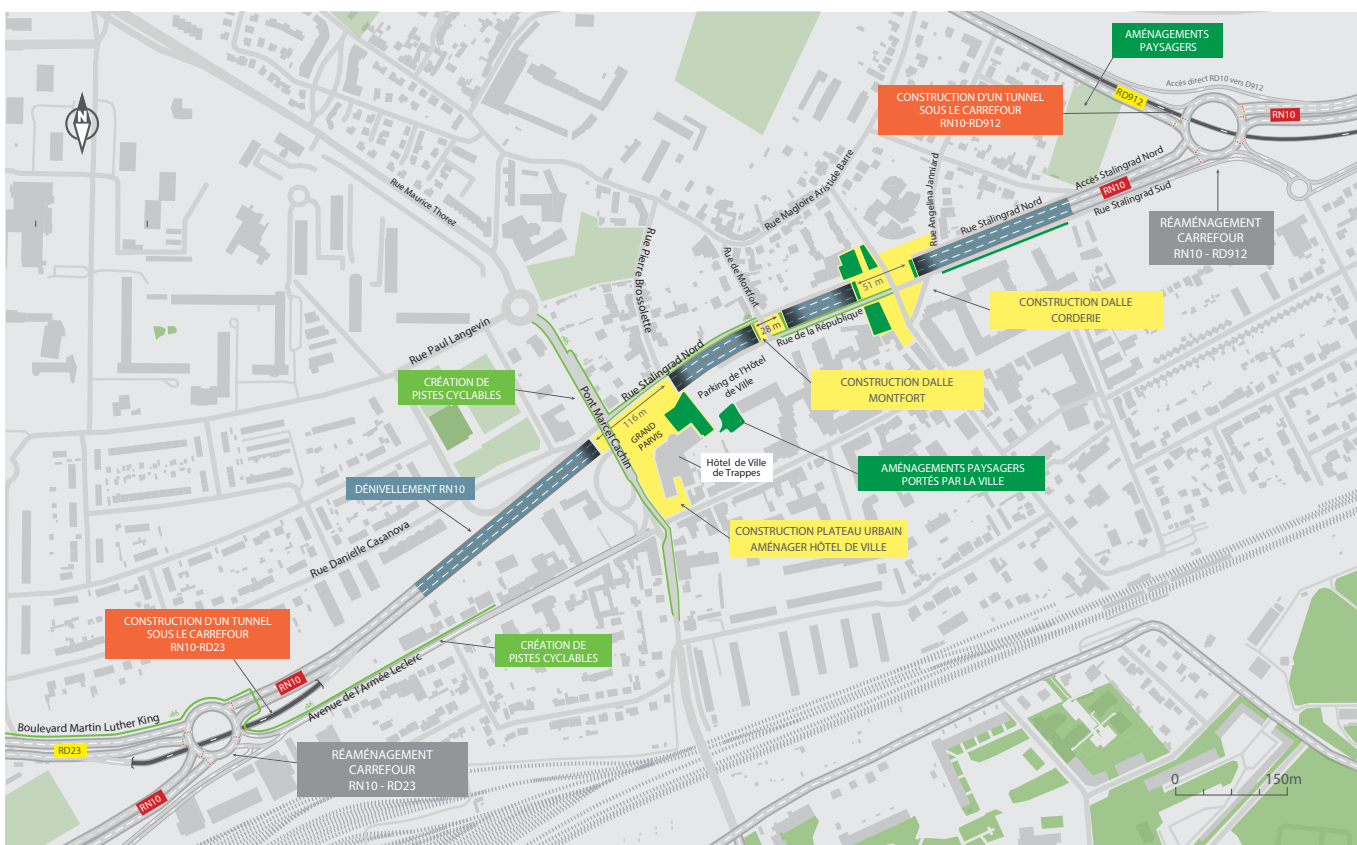 AMÉNAGEMENTS
PAYSAGERS
Accès direct RD10 vers D912
RD912
CONSTRUCTION D'UN TUNNEL
SOUS LE CARREFOUR
RN10-RD912
RN10
N
Accès Stalingrad Nord
RN10
Rue Stalingrad Sud
RÉAMÉNAGEMENT
CARREFOUR
RN10 - RD912
Rue Maurice Thorez
Rue Magloire Aristide Barre
Rue Angelina Janniard
Rue Stalingrad Nord
Rue Pierre Brossolette
Rue de Montfort
51 m
CONSTRUCTION DALLE
CORDERIE
28 m
Rue de la République
Rue Paul Langevin
Rue Stalingrad Nord
CRÉATION DE
PISTES CYCLABLES
Pont Marcel Cachin
Parking de l'Hôtel
de Ville
CONSTRUCTION DALLE
MONTFORT
116 m
GRAND
PARVIS
Hôtel de Ville
de Trappes
AMÉNAGEMENTS PAYSAGERS
PORTÉS PAR LA VILLE
DÉNIVELLEMENT RN10
CONSTRUCTION PLATEAU URBAIN
AMÉNAGER HÔTEL DE VILLE
Rue Danielle Casanova
CONSTRUCTION D'UN TUNNEL
SOUS LE CARREFOUR
RN10-RD23
CRÉATION DE
PISTES CYCLABLES
RN10
Avenue de l'Armée Leclerc
Boulevard Martin Luther King
RD23
RÉAMÉNAGEMENT
CARREFOUR
RN10 - RD23
RN10
0 150m